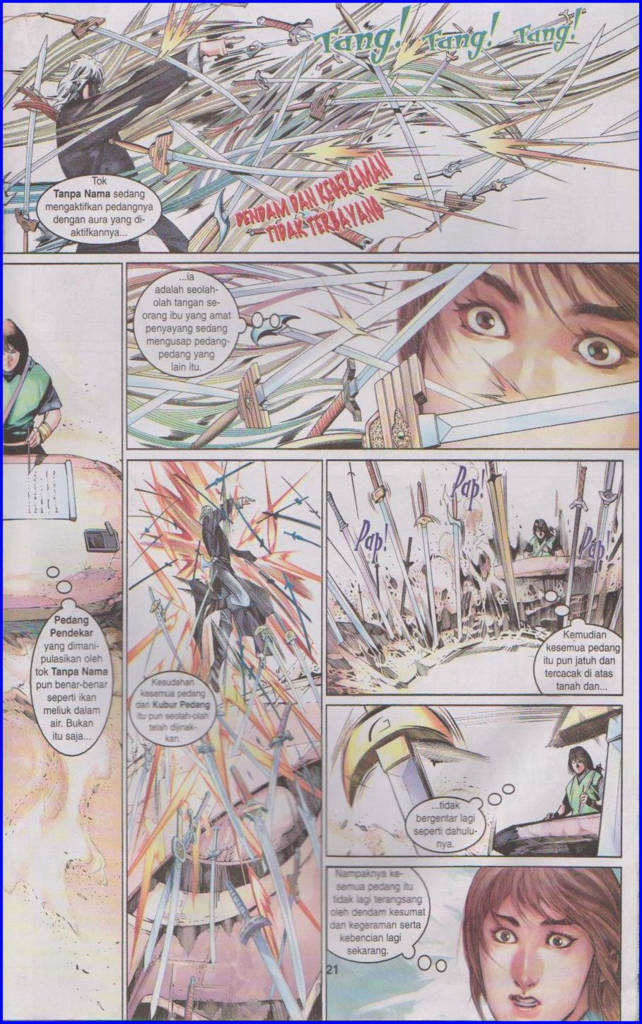 Tang! Tang! Tang!
Tok
Tanpa Nama sedang
mengaktifkan pedangnya
dengan aura yang di-
aktifkannya...
DENDAM DAN KEGERAMAN
TIDAK TERBAYANG
...ia
adalah seolah-
olah tangan se-
orang ibu yang amat
penyayang sedang
mengusap pedang-
pedang yang
lain itu.
Pedang
Pendekar
yang dimani-
pulasikan oleh
tok Tanpa Nama
pun benar-benar
seperti ikan
meliuk dalam
air. Bukan
itu saja...
Kesudahan
kesemua pedang
dari Kubur Pedang
itu pun seolah-olah
telah dijinak-
kan.
Pap!
Pap!
Pap!
Kemudian
kesemua pedang
itu pun jatuh dan
tercacak di atas
tanah dan...
...tidak
bergentar lagi
seperti dahulu-
nya.
Nampaknya ke-
semua pedang itu
tidak lagi terangsang
oleh dendam kesumat
dan kegeraman serta
kebencian lagi
sekarang.
21